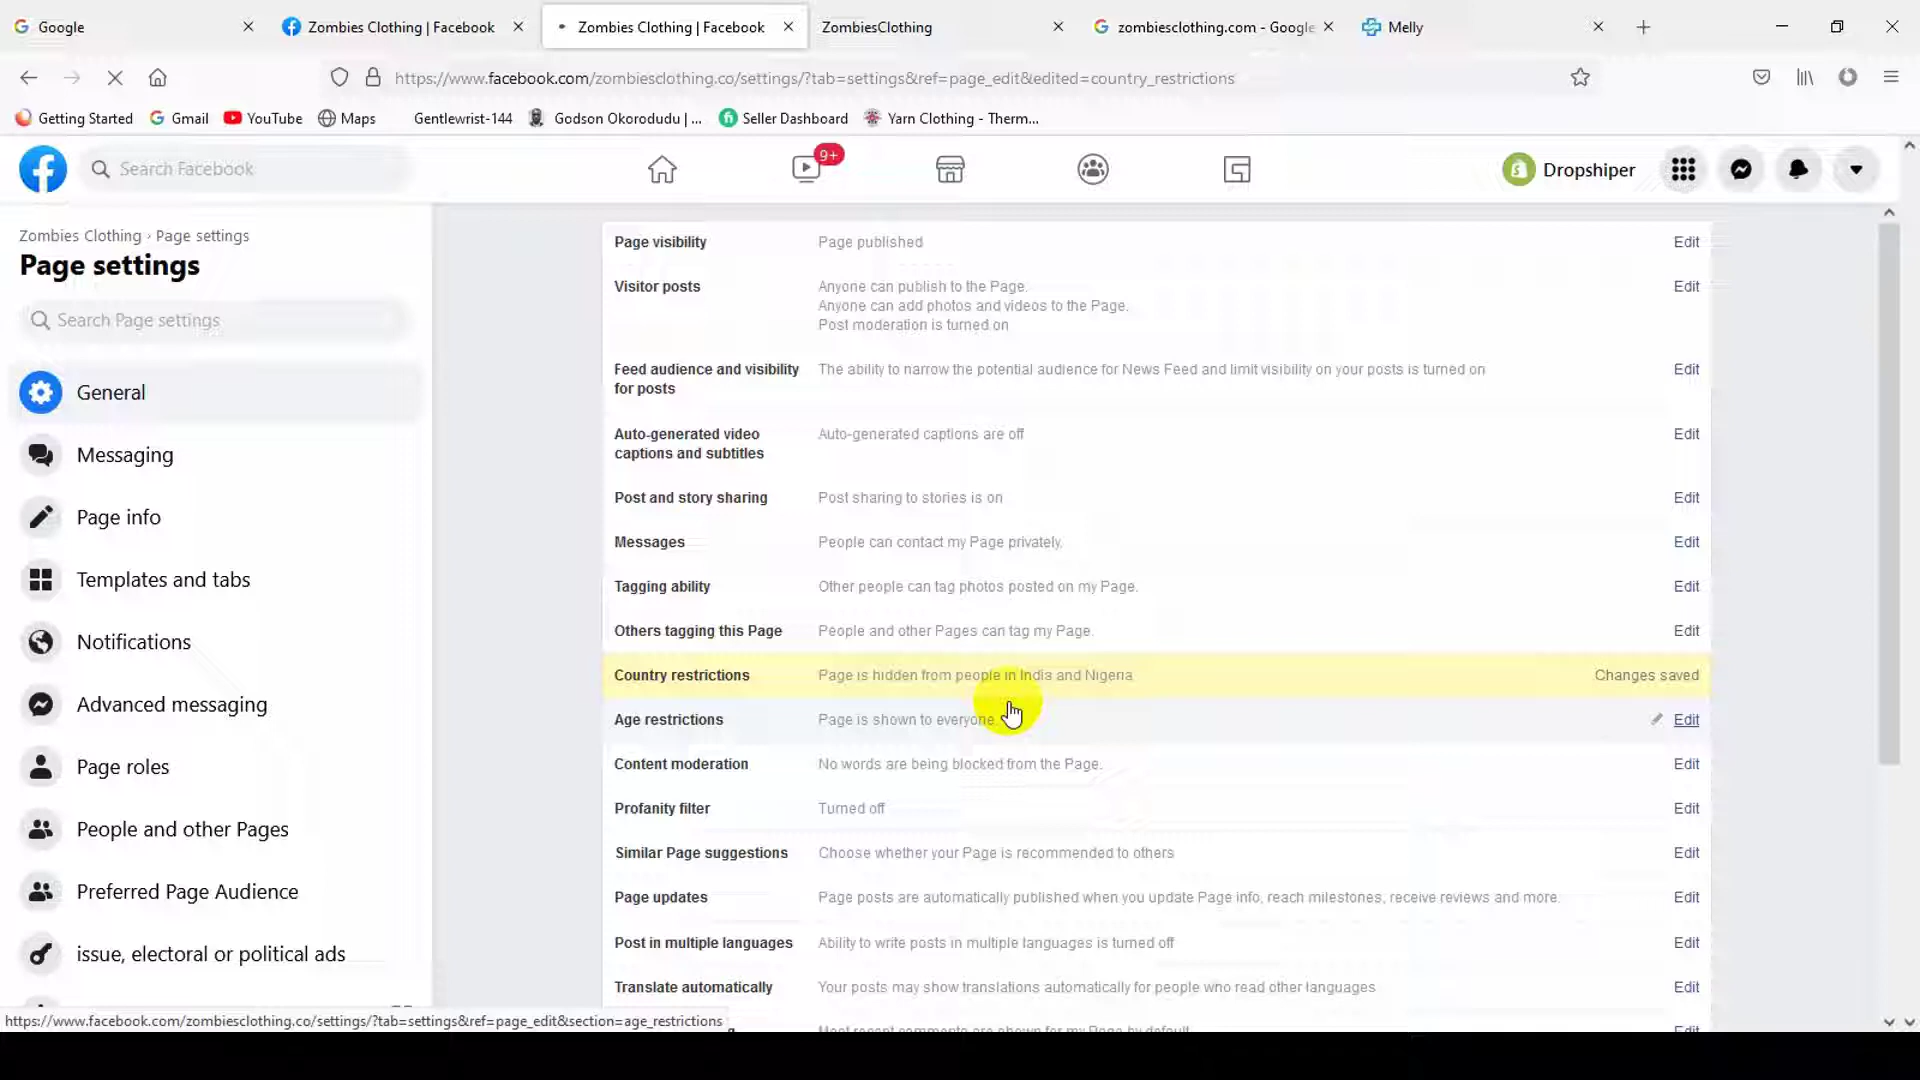 Google
Zombies Clothing | Facebook
Zombies Clothing | Facebook
ZombiesClothing
zombiesclothing.com - Google
Melly
https://www.facebook.com/zombiesclothing.co/settings/?tab=settings&ref=page_edit&edited=country_restrictions
Getting Started
Gmail
YouTube
Maps
Gentlewrist-144
Godson Okorodudu | ...
Seller Dashboard
Yarn Clothing - Therm...
Search Facebook
9+
Dropshiper
Zombies Clothing › Page settings
Page settings
Search Page settings
General
Messaging
Page info
Templates and tabs
Notifications
Advanced messaging
Page roles
People and other Pages
Preferred Page Audience
issue, electoral or political ads
Page visibility Page published Edit
Visitor posts Anyone can publish to the Page. Edit
Anyone can add photos and videos to the Page.
Post moderation is turned on
Feed audience and visibility The ability to narrow the potential audience for News Feed and limit visibility on your posts is turned on Edit
for posts
Auto-generated video Auto-generated captions are off Edit
captions and subtitles
Post and story sharing Post sharing to stories is on Edit
Messages People can contact my Page privately. Edit
Tagging ability Other people can tag photos posted on my Page. Edit
Others tagging this Page People and other Pages can tag my Page. Edit
Country restrictions Page is hidden from people in India and Nigeria Changes saved
Age restrictions Page is shown to everyone Edit
Content moderation No words are being blocked from the Page. Edit
Profanity filter Turned off Edit
Similar Page suggestions Choose whether your Page is recommended to others Edit
Page updates Page posts are automatically published when you update Page info, reach milestones, receive reviews and more. Edit
Post in multiple languages Ability to write posts in multiple languages is turned off Edit
Translate automatically Your posts may show translations automatically for people who read other languages Edit
Most recent comments are shown for my Page by default Edit
https://www.facebook.com/zombiesclothing.co/settings/?tab=settings&ref=page_edit&section=age_restrictions